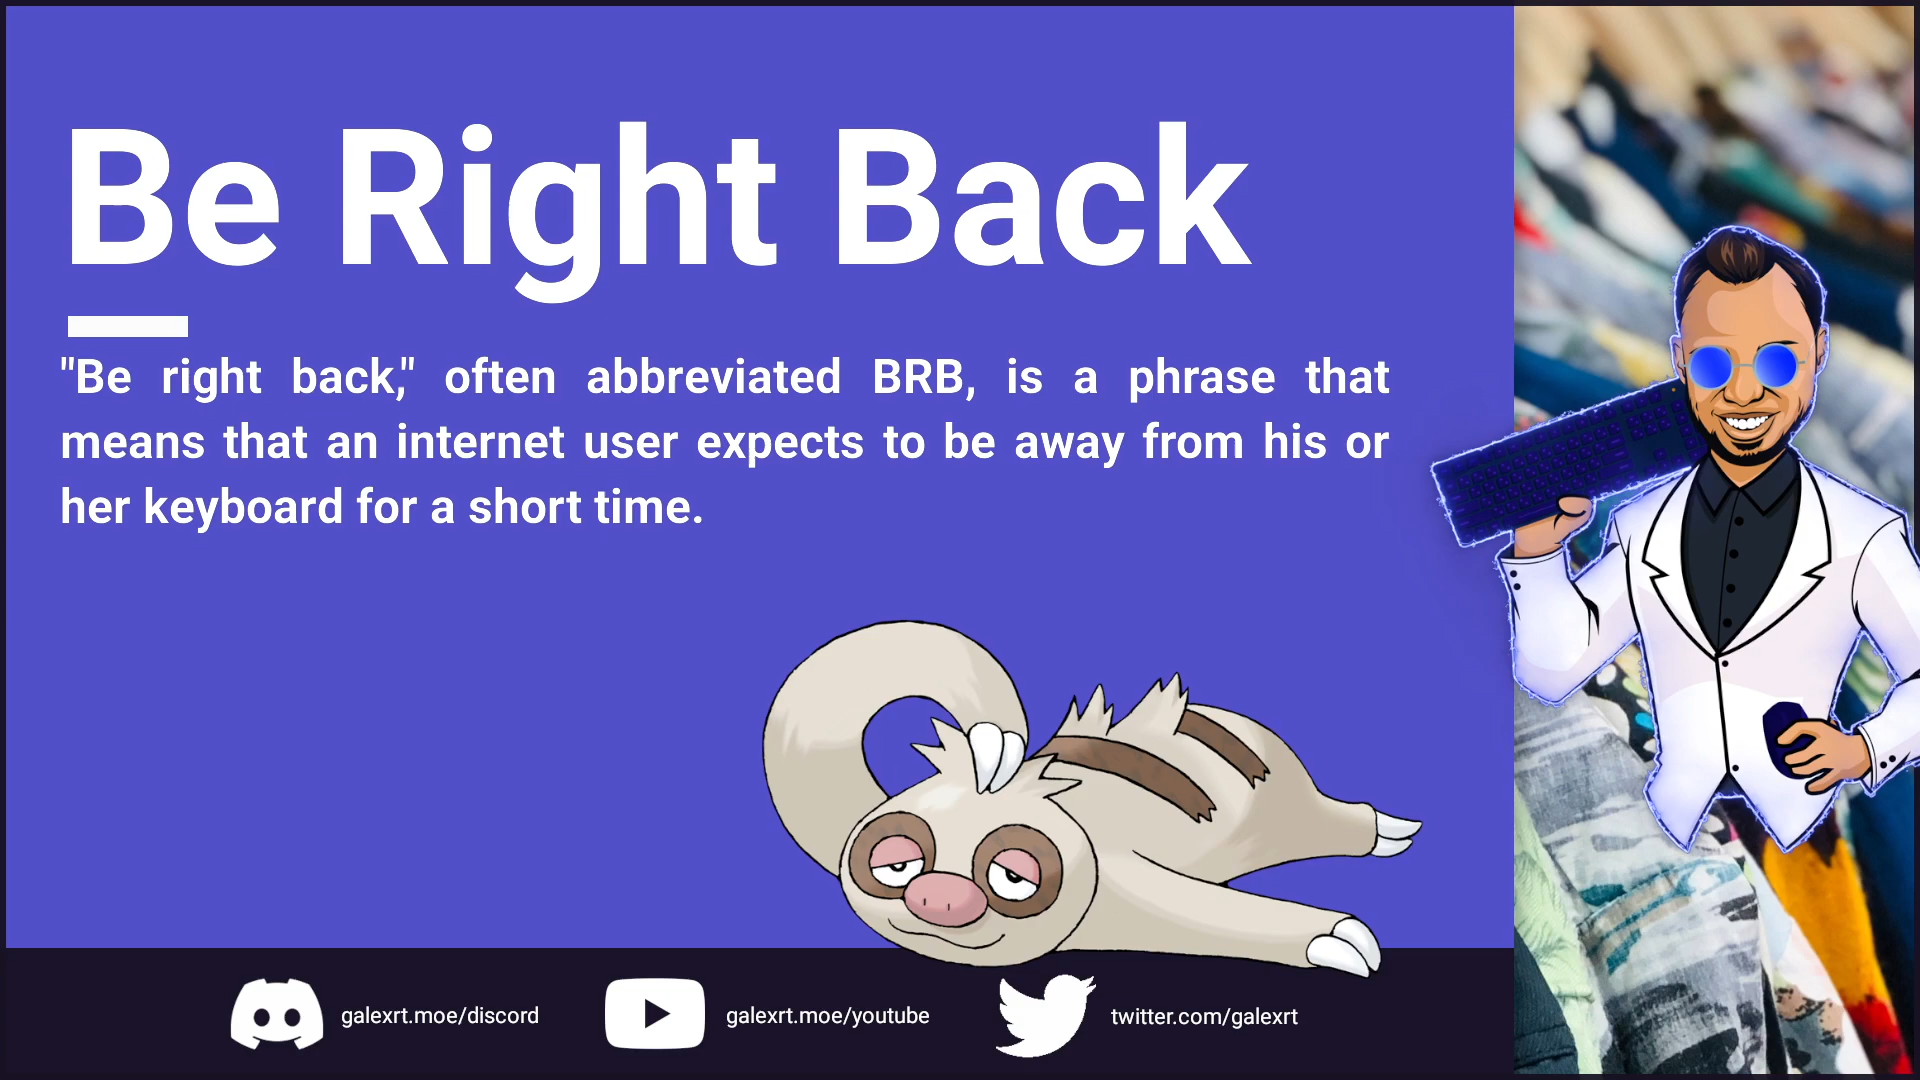 Be Right Back
"Be right back," often abbreviated BRB, is a phrase that
means that an internet user expects to be away from his or
her keyboard for a short time.
galexrt.moe/discord
galexrt.moe/youtube
twitter.com/galexrt